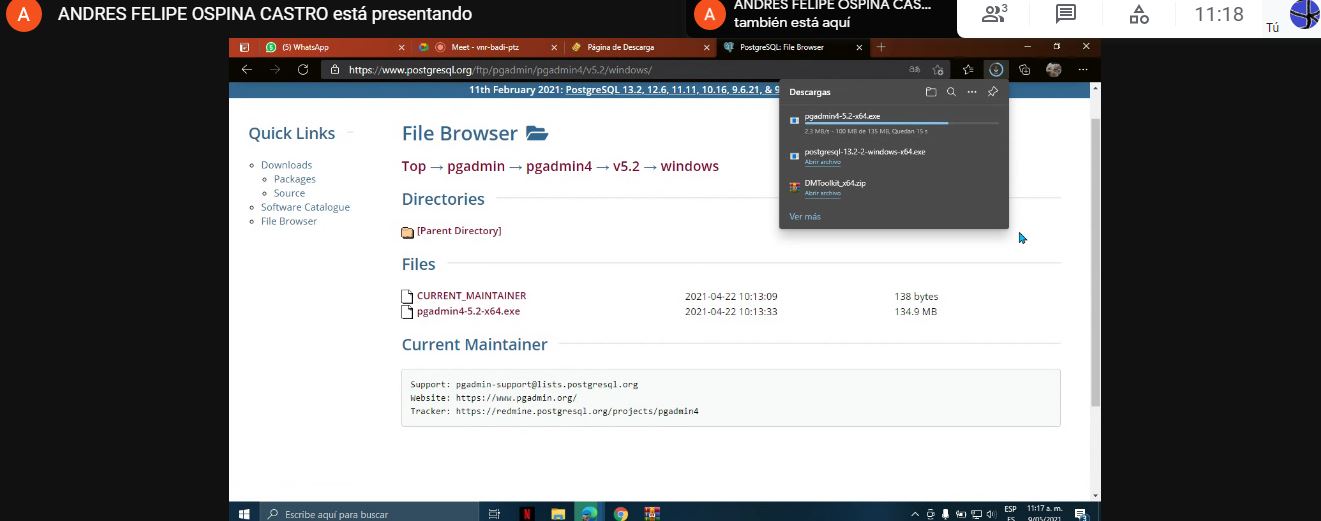 A
ANDRES FELIPE OSPINA CASTRO está presentando
A
ANDRES FELIPE OSPINA CAS...
también está aquí
3
11:18
Tú
(5) WhatsApp
Meet - vnr-badi-ptz
Página de Descarga
PostgreSQL: File Browser
https://www.postgresql.org/ftp/pgadmin/pgadmin4/v5.2/windows/
11th February 2021: PostgreSQL 13.2, 12.6, 11.11, 10.16, 9.6.21, & 9
Quick Links
Downloads
Packages
Source
Software Catalogue
File Browser
File Browser
Top → pgadmin → pgadmin4 → v5.2 → windows
Directories
[Parent Directory]
Files
CURRENT_MAINTAINER 2021-04-22 10:13:09 138 bytes
pgadmin4-5.2-x64.exe 2021-04-22 10:13:33 134.9 MB
Current Maintainer
Support: pgadmin-support@lists.postgresql.org
Website: https://www.pgadmin.org/
Tracker: https://redmine.postgresql.org/projects/pgadmin4
Descargas
pgadmin4-5.2-x64.exe
2.3 MB/s - 100 MB de 135 MB, Quedan 15 s
postgresql-13.2-2-windows-x64.exe
Abrir archivo
DMToolkit_x64.zip
Abrir archivo
Ver más
Escribe aquí para buscar
ESP
11:17 a. m.
ES
9/05/2021
3